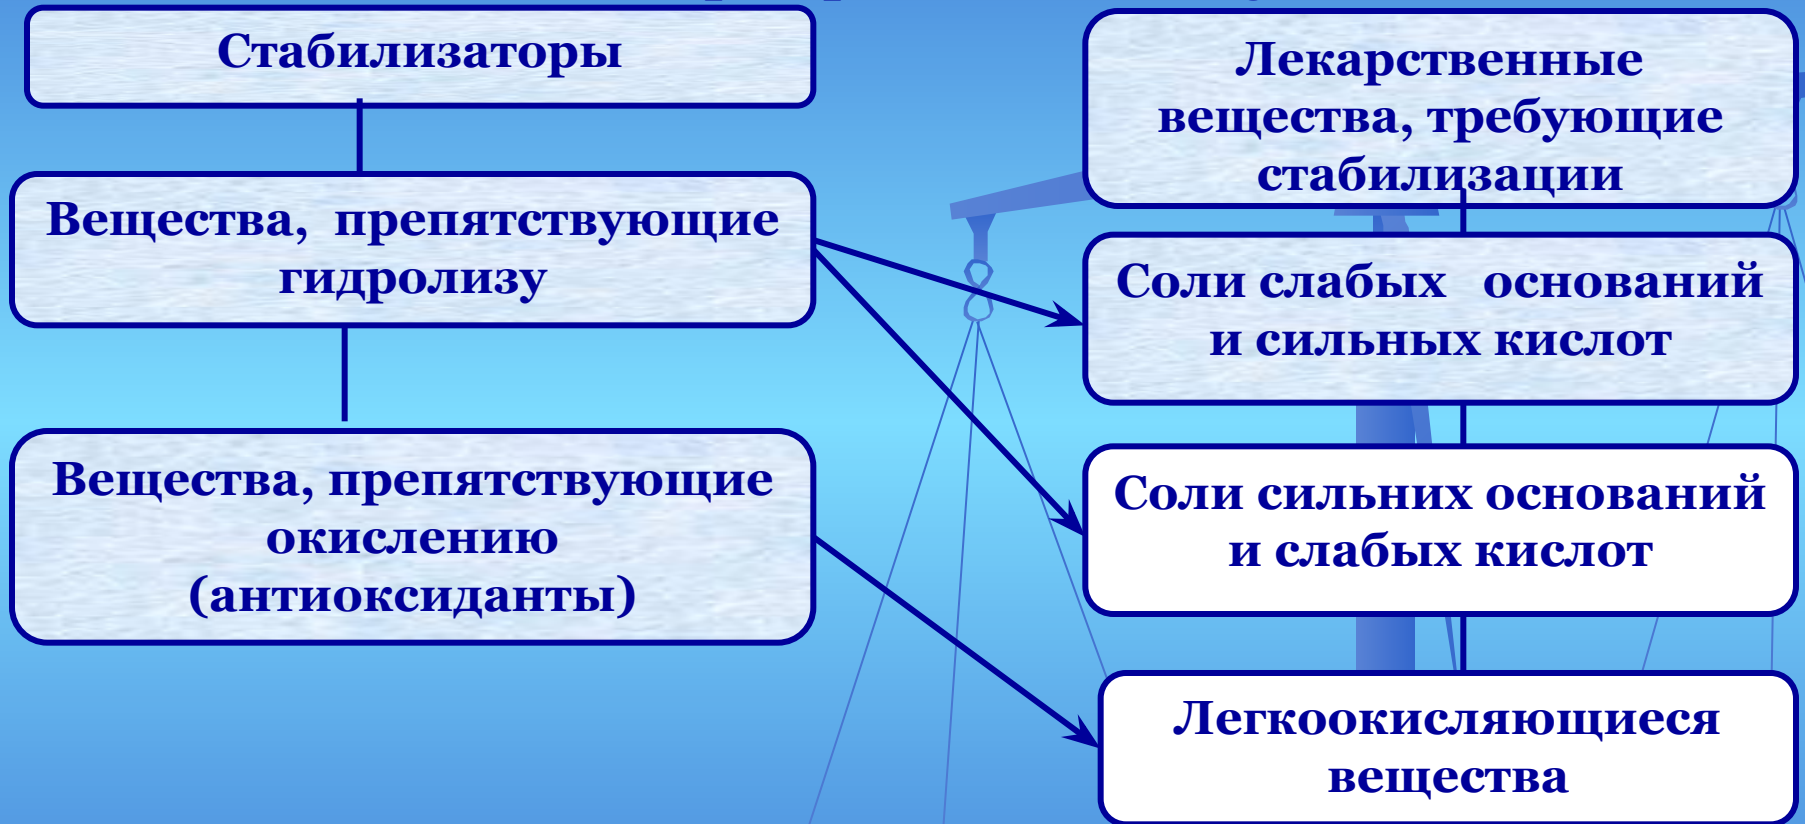 Стабилизаторы
Вещества, препятствующие
гидролизу
Вещества, препятствующие
окислению
(антиоксиданты)
Лекарственные
вещества, требующие
стабилизации
Соли слабых оснований
и сильных кислот
Соли сильних оснований
и слабых кислот
Легкоокисляющиеся
вещества